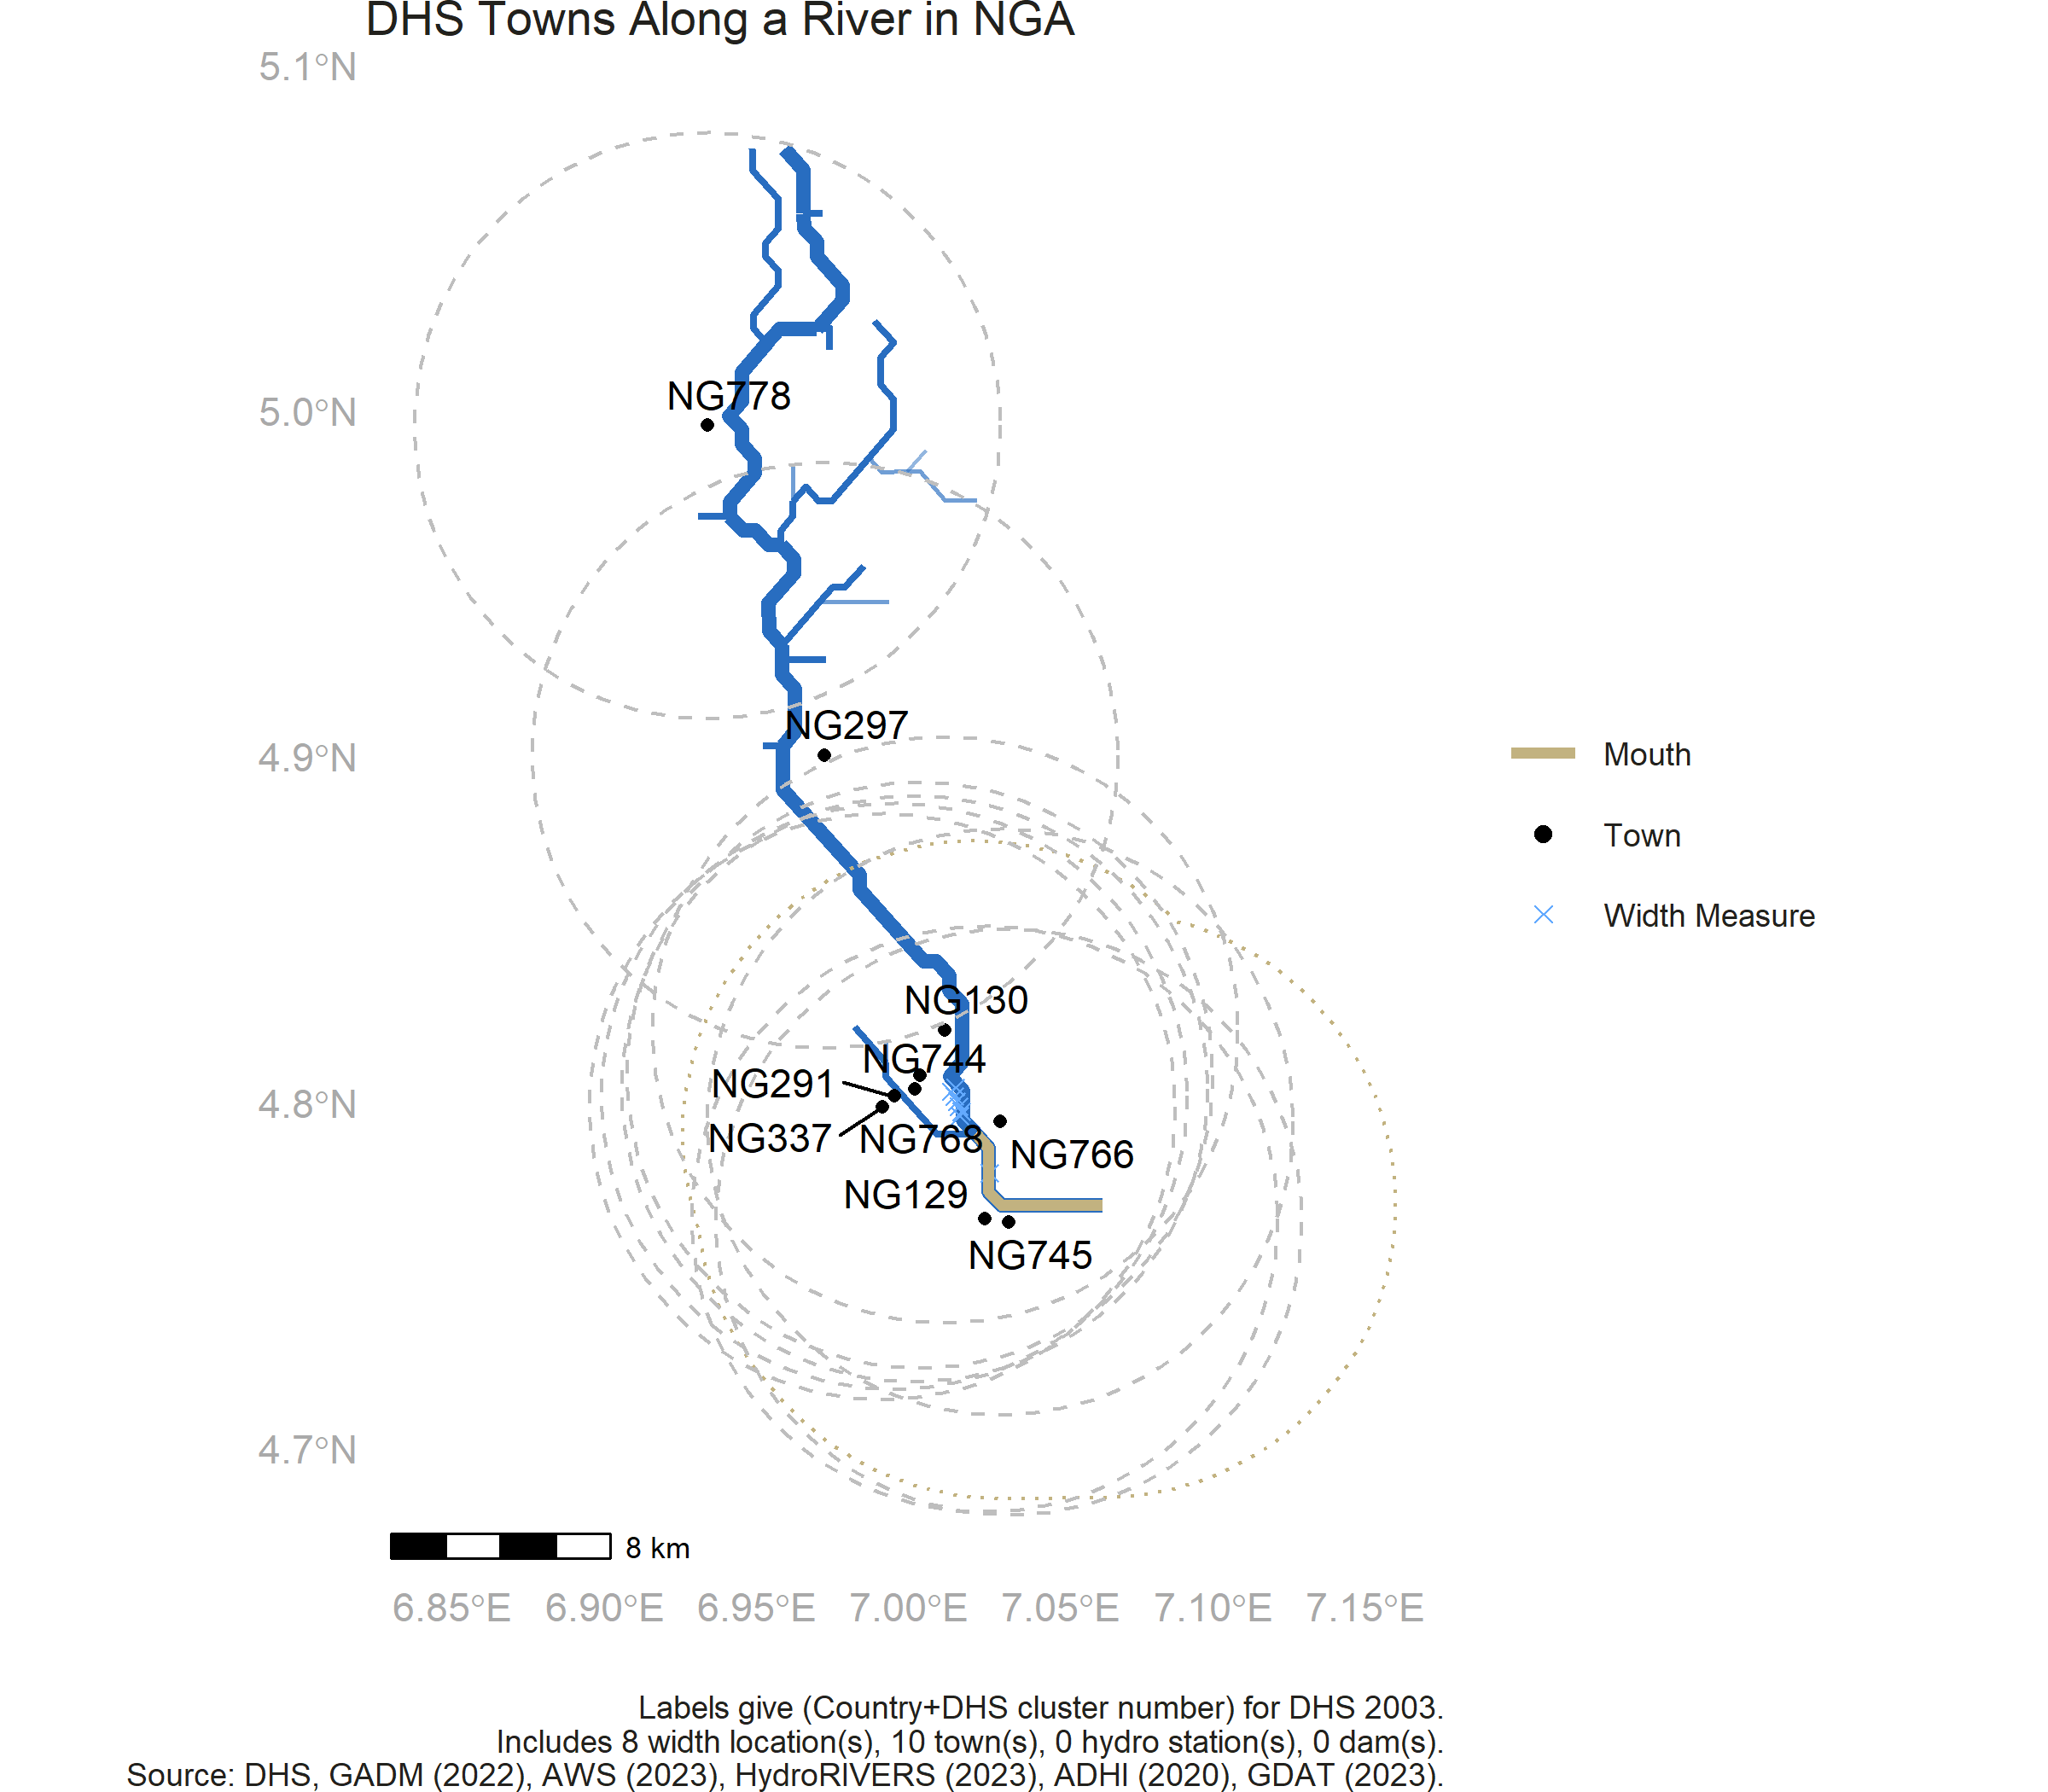 DHS Towns Along a River in NGA
5.1°N
5.0°N
4.9°N
4.8°N
4.7°N
NG778
NG297
NG130
NG744
NG291
NG337
NG768
NG766
NG129
NG745
Mouth
Town
Width Measure
8 km
6.85°E 6.90°E 6.95°E 7.00°E 7.05°E 7.10°E 7.15°E
Labels give (Country+DHS cluster number) for DHS 2003.
Includes 8 width location(s), 10 town(s), 0 hydro station(s), 0 dam(s).
Source: DHS, GADM (2022), AWS (2023), HydroRIVERS (2023), ADHI (2020), GDAT (2023).